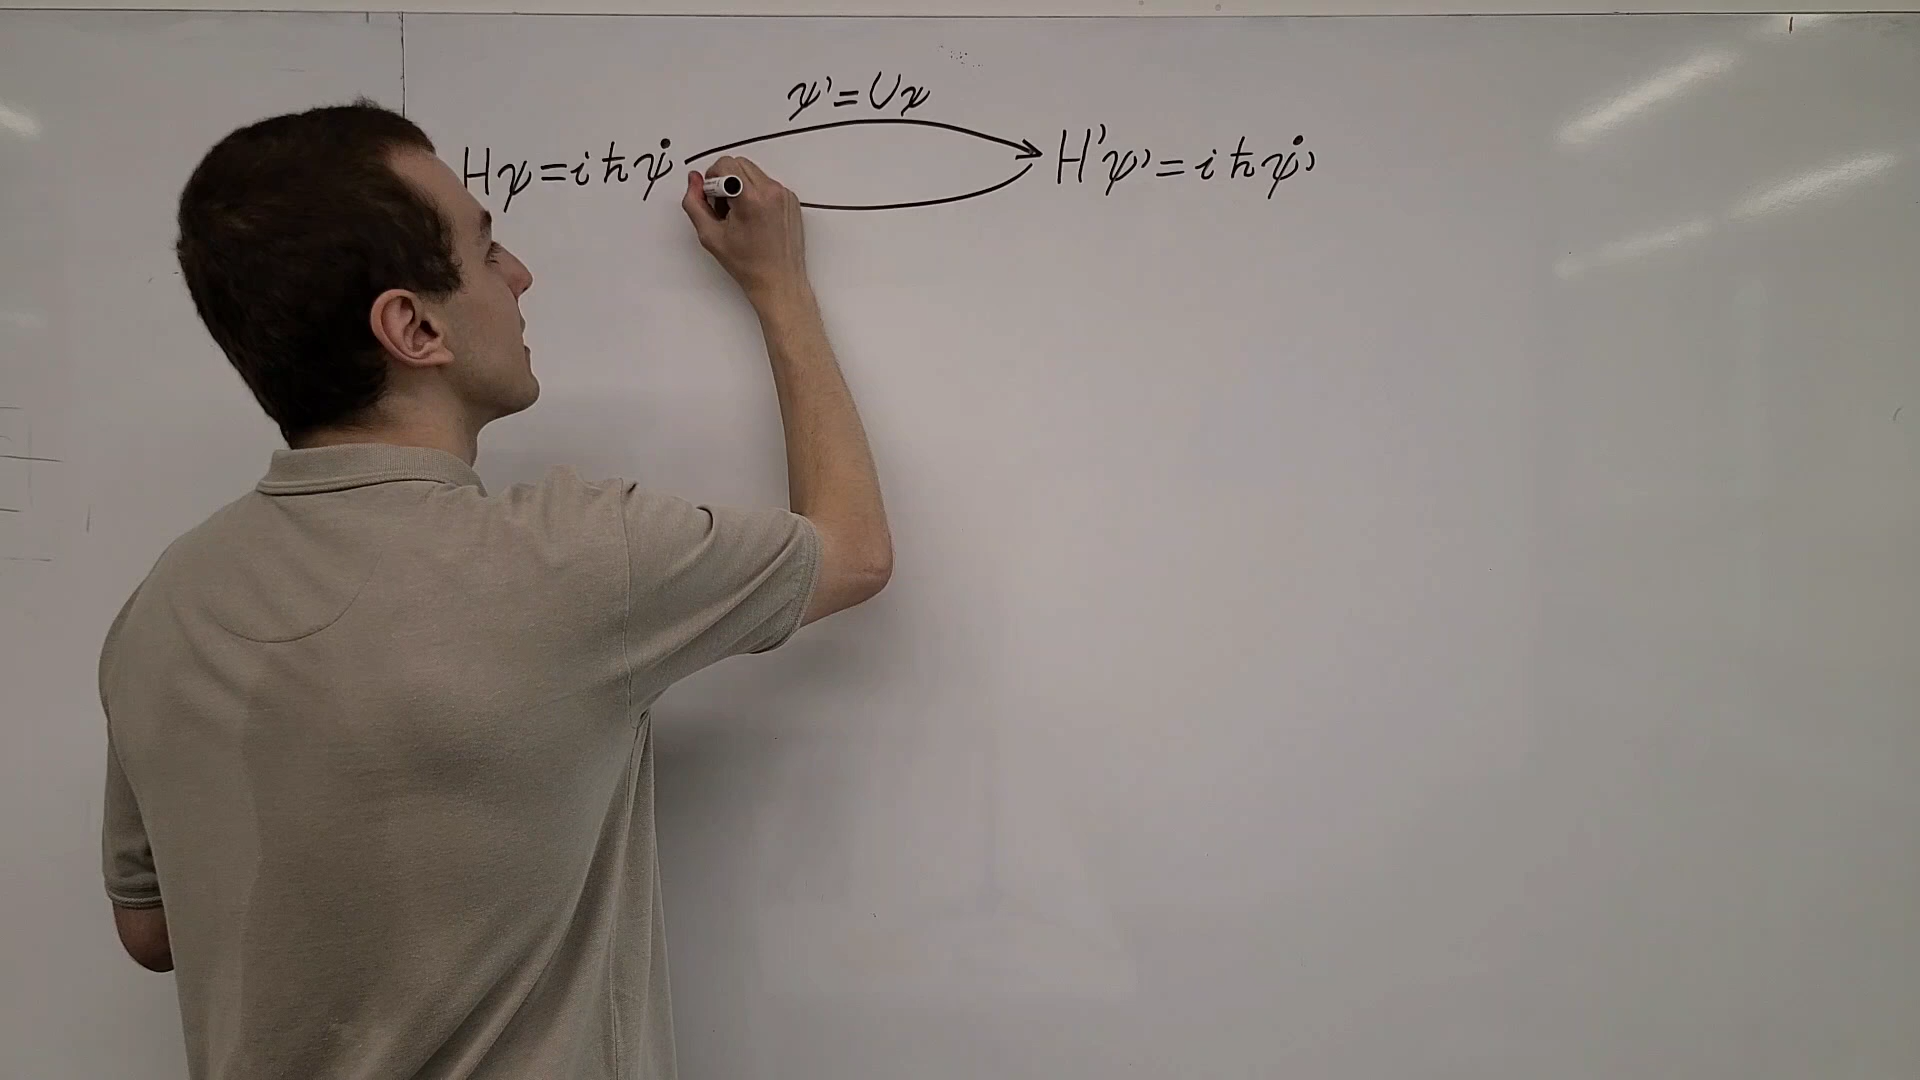 ψ' = Uψ
Hψ = iħψ̇ H'ψ' = iħψ̇'